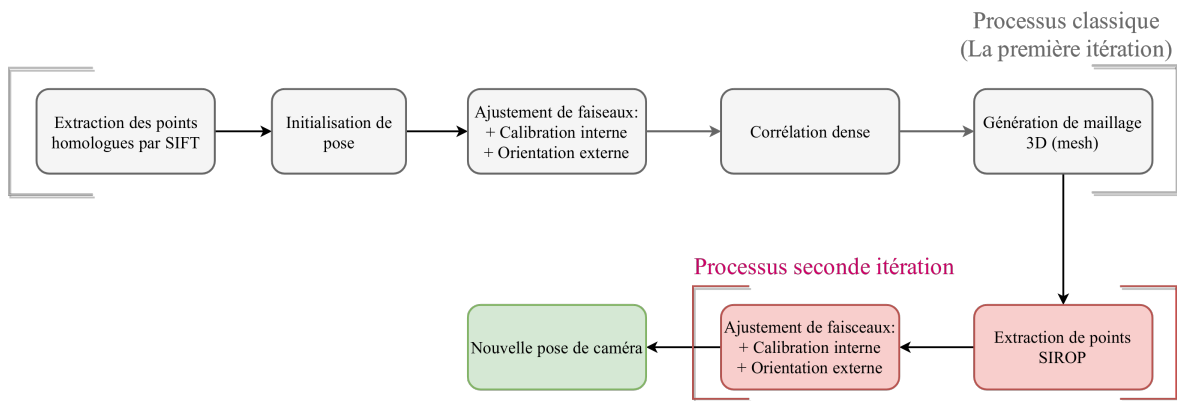 Processus classique
(La première itération)
Extraction des points
homologues par SIFT
Initialisation de
pose
Ajustement de faiseaux:
+ Calibration interne
+ Orientation externe
Corrélation dense
Génération de maillage
3D (mesh)
Processus seconde itération
Nouvelle pose de caméra
Ajustement de faisceaux:
+ Calibration interne
+ Orientation externe
Extraction de points
SIROP